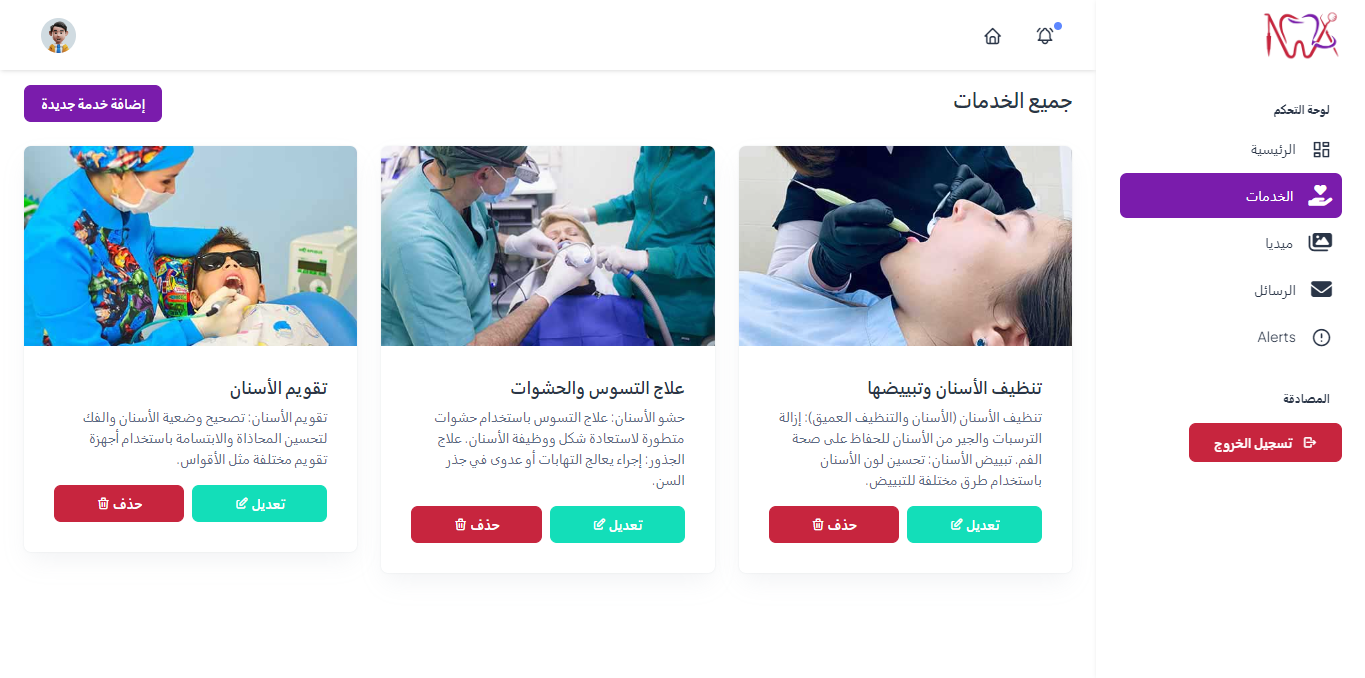 لوحة التحكم
الرئيسية
الخدمات
ميديا
الرسائل
Alerts
المصادقة
تسجيل الخروج
جميع الخدمات
إضافة خدمة جديدة
تنظيف الأسنان وتبييضها
تنظيف الأسنان (الأسنان والتنظيف العميق): إزالة
الترسبات والجير من الأسنان للحفاظ على صحة
الفم. تبييض الأسنان: تحسين لون الأسنان
باستخدام طرق مختلفة للتبييض.
تعديل
حذف
علاج التسوس والحشوات
حشو الأسنان: علاج التسوس باستخدام حشوات
متطورة لاستعادة شكل ووظيفة الأسنان. علاج
الجذور: إجراء يعالج التهابات أو عدوى في جذر
السن.
تعديل
حذف
تقويم الأسنان
تقويم الأسنان: تصحيح وضعية الأسنان والفك
لتحسين المحاذاة والابتسامة باستخدام أجهزة
تقويم مختلفة مثل الأقواس.
تعديل
حذف